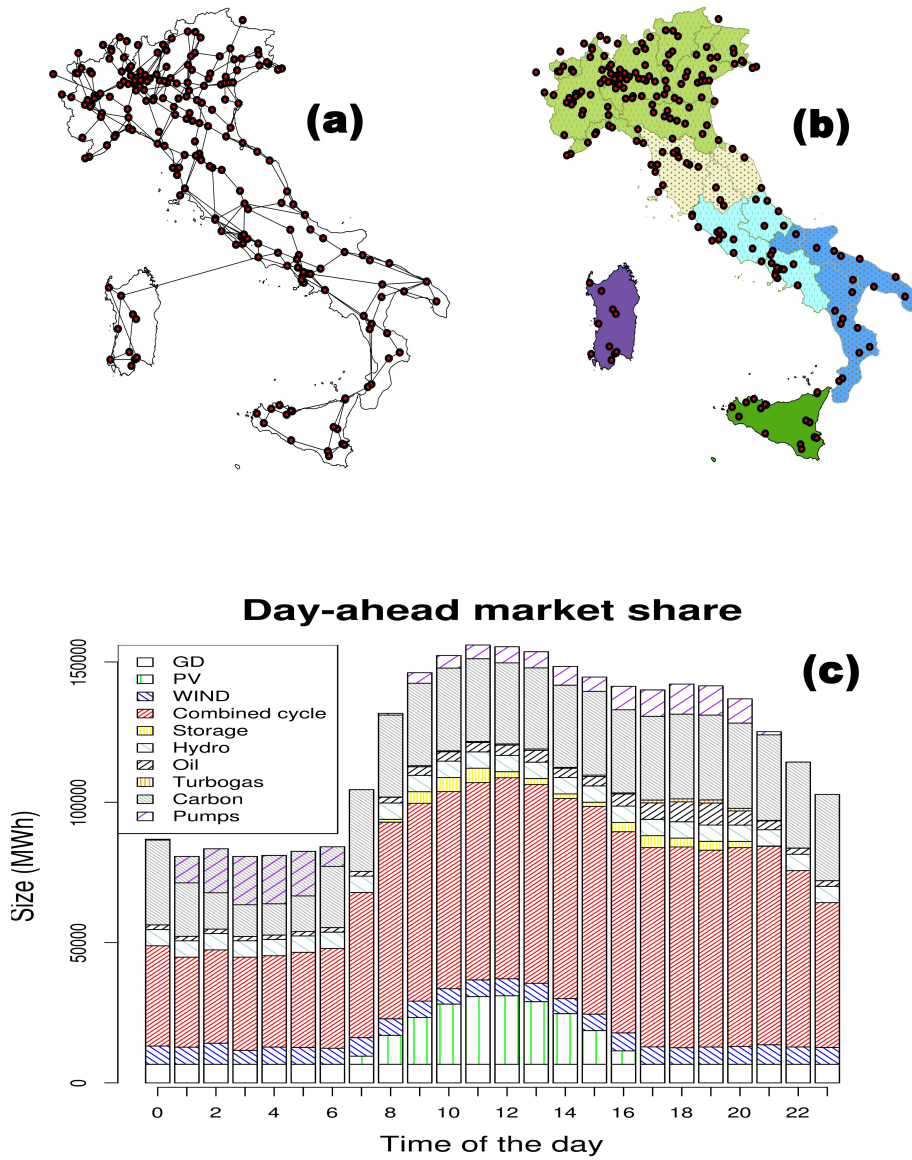 (a)
(b)
Day-ahead market share
(c)
GD
PV
WIND
Combined cycle
Storage
Hydro
Oil
Turbogas
Carbon
Pumps
Size (MWh)
150000
100000
50000
0
0 2 4 6 8 10 12 14 16 18 20 22
Time of the day